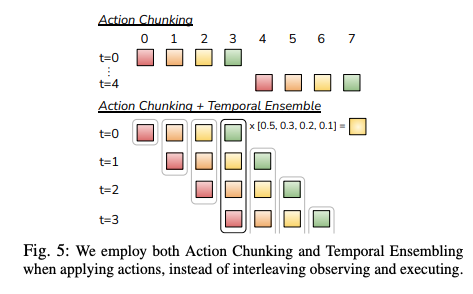 Action Chunking
0 1 2 3 4 5 6 7
t=0
t=4
Action Chunking + Temporal Ensemble
t=0 x [0.5, 0.3, 0.2, 0.1] =
t=1
t=2
t=3
Fig. 5: We employ both Action Chunking and Temporal Ensembling
when applying actions, instead of interleaving observing and executing.